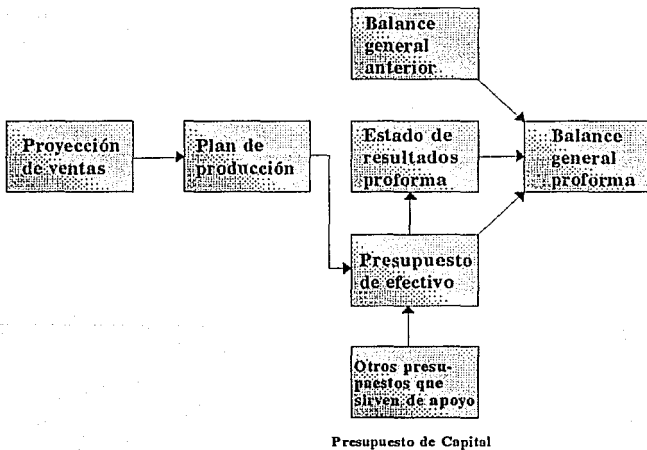 Balance
general
anterior
Proyección
de ventas
Plan de
producción
Estado de
resultados
proforma
Balance
general
proforma
Presupuesto
de efectivo
Otros presu-
puestos que
sirven de apoyo
Presupuesto de Capital